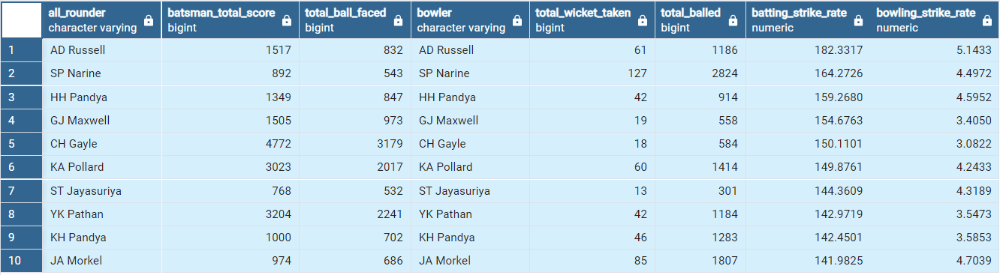 all_rounder batsman_total_score total_ball_faced bowler total_wicket_taken total_balled batting_strike_rate bowling_strike_rate
character varying bigint bigint character varying bigint bigint numeric numeric
1 AD Russell 1517 832 AD Russell 61 1186 182.3317 5.1433
2 SP Narine 892 543 SP Narine 127 2824 164.2726 4.4972
3 HH Pandya 1349 847 HH Pandya 42 914 159.2680 4.5952
4 GJ Maxwell 1505 973 GJ Maxwell 19 558 154.6763 3.4050
5 CH Gayle 4772 3179 CH Gayle 18 584 150.1101 3.0822
6 KA Pollard 3023 2017 KA Pollard 60 1414 149.8761 4.2433
7 ST Jayasuriya 768 532 ST Jayasuriya 13 301 144.3609 4.3189
8 YK Pathan 3204 2241 YK Pathan 42 1184 142.9719 3.5473
9 KH Pandya 1000 702 KH Pandya 46 1283 142.4501 3.5853
10 JA Morkel 974 686 JA Morkel 85 1807 141.9825 4.7039